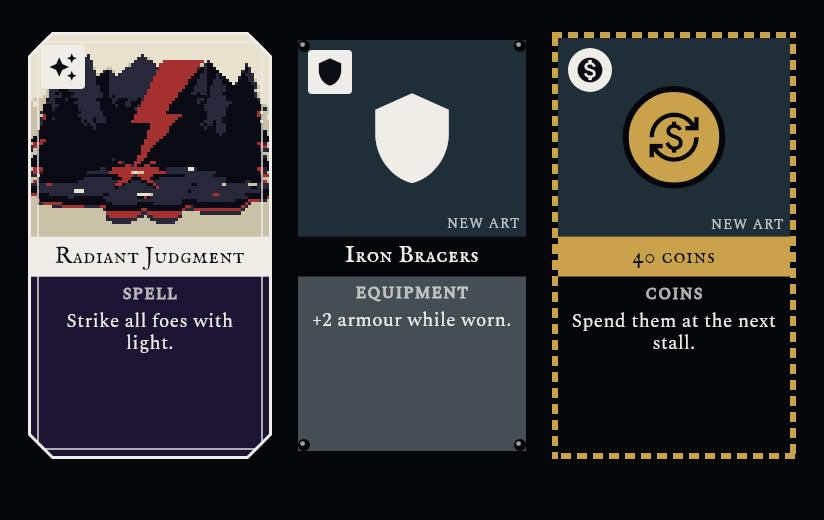 Radiant Judgment
SPELL
Strike all foes with
light.
NEW ART
Iron Bracers
EQUIPMENT
+2 armour while worn.
NEW ART
40 coins
COINS
Spend them at the next
stall.